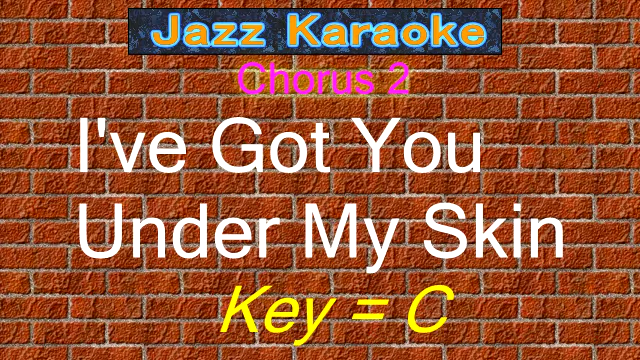 Jazz Karaoke
Chorus 2
I've Got You
Under My Skin
Key = C